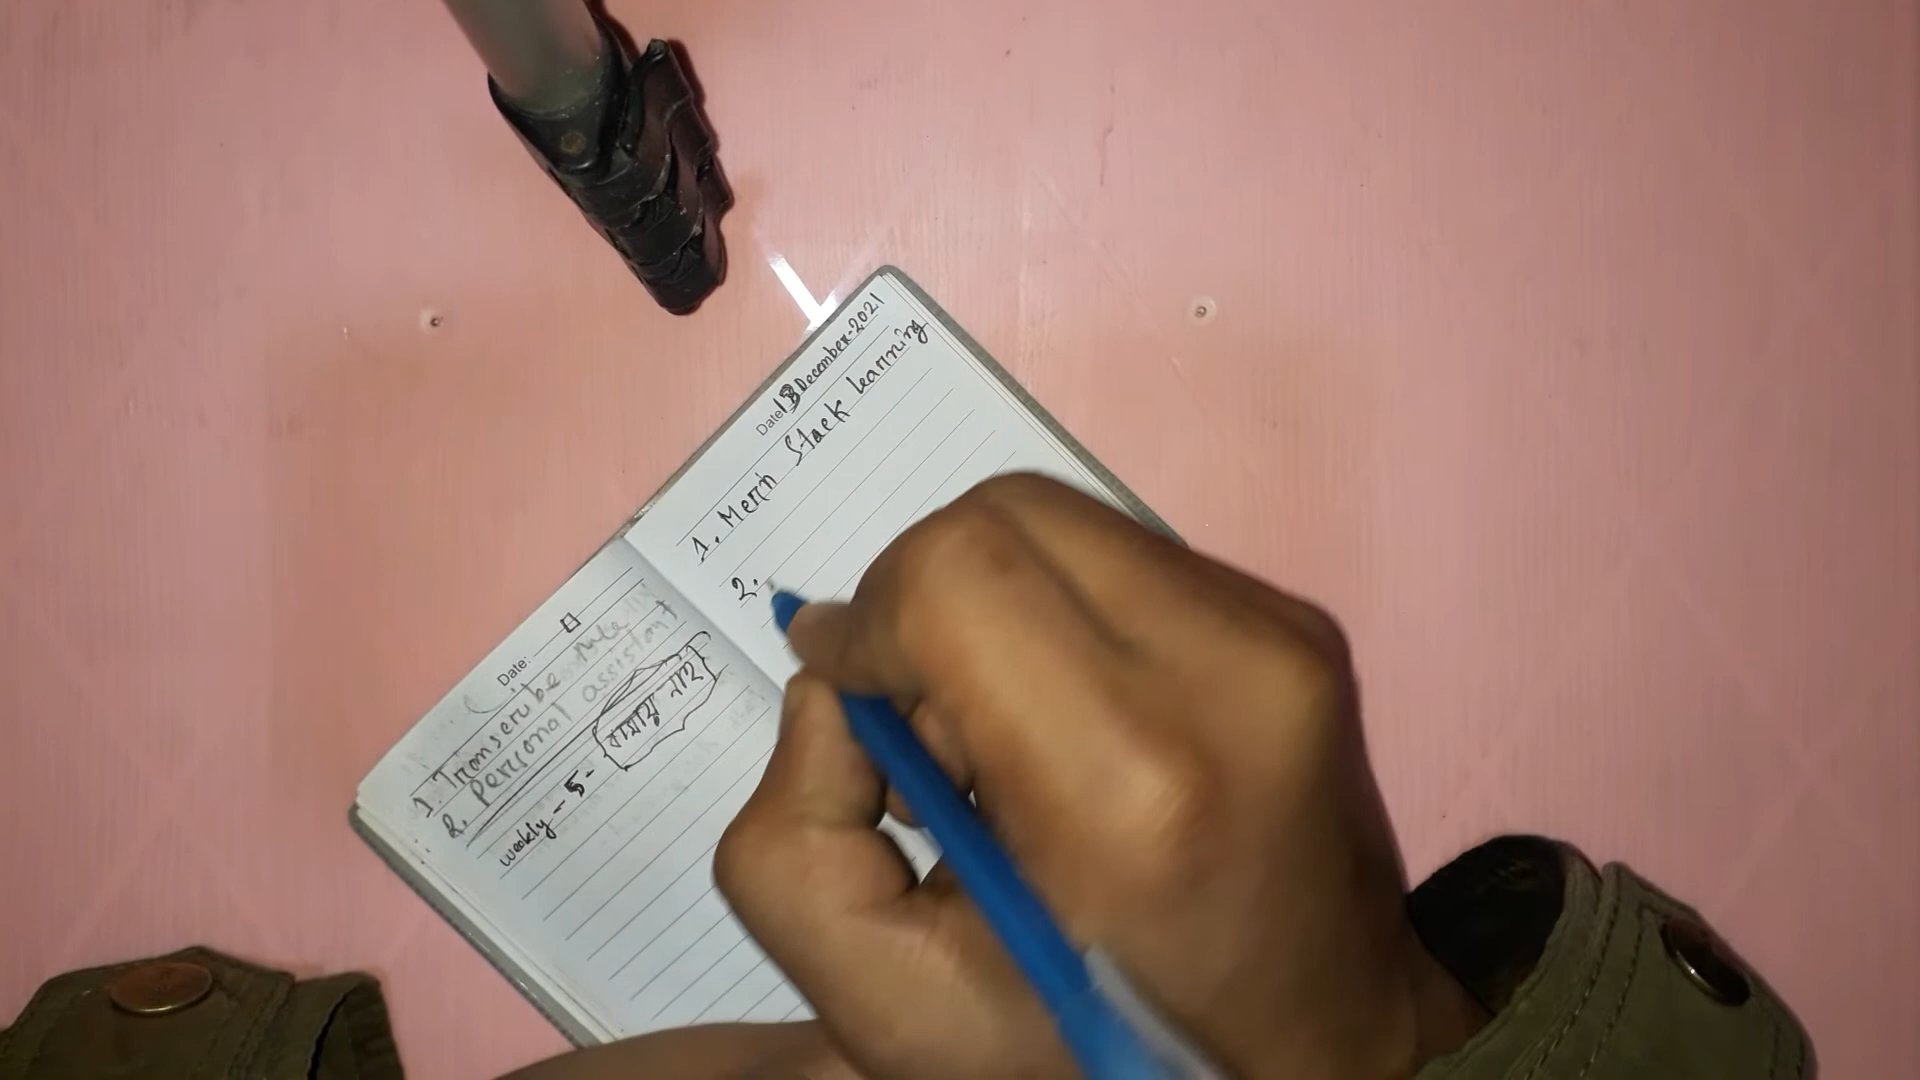 Date:
1. Transcribe
2. Personal assistant
weekly - 5 -
Date 18 December-2021
1. Mern Stack learning
2.